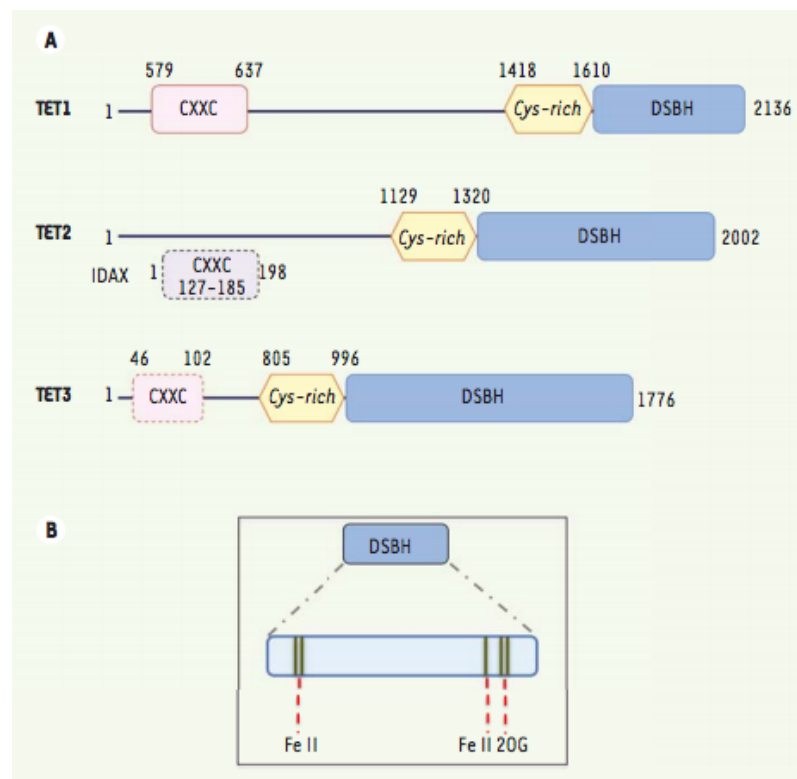 A
579 637 1418 1610
TET1 1 CXXC Cys-rich DSBH 2136
1129 1320
TET2 1 Cys-rich DSBH 2002
IDAX 1 CXXC 198
127-185
46 102 805 996
TET3 1 CXXC Cys-rich DSBH 1776
B
DSBH
Fe II Fe II 2OG